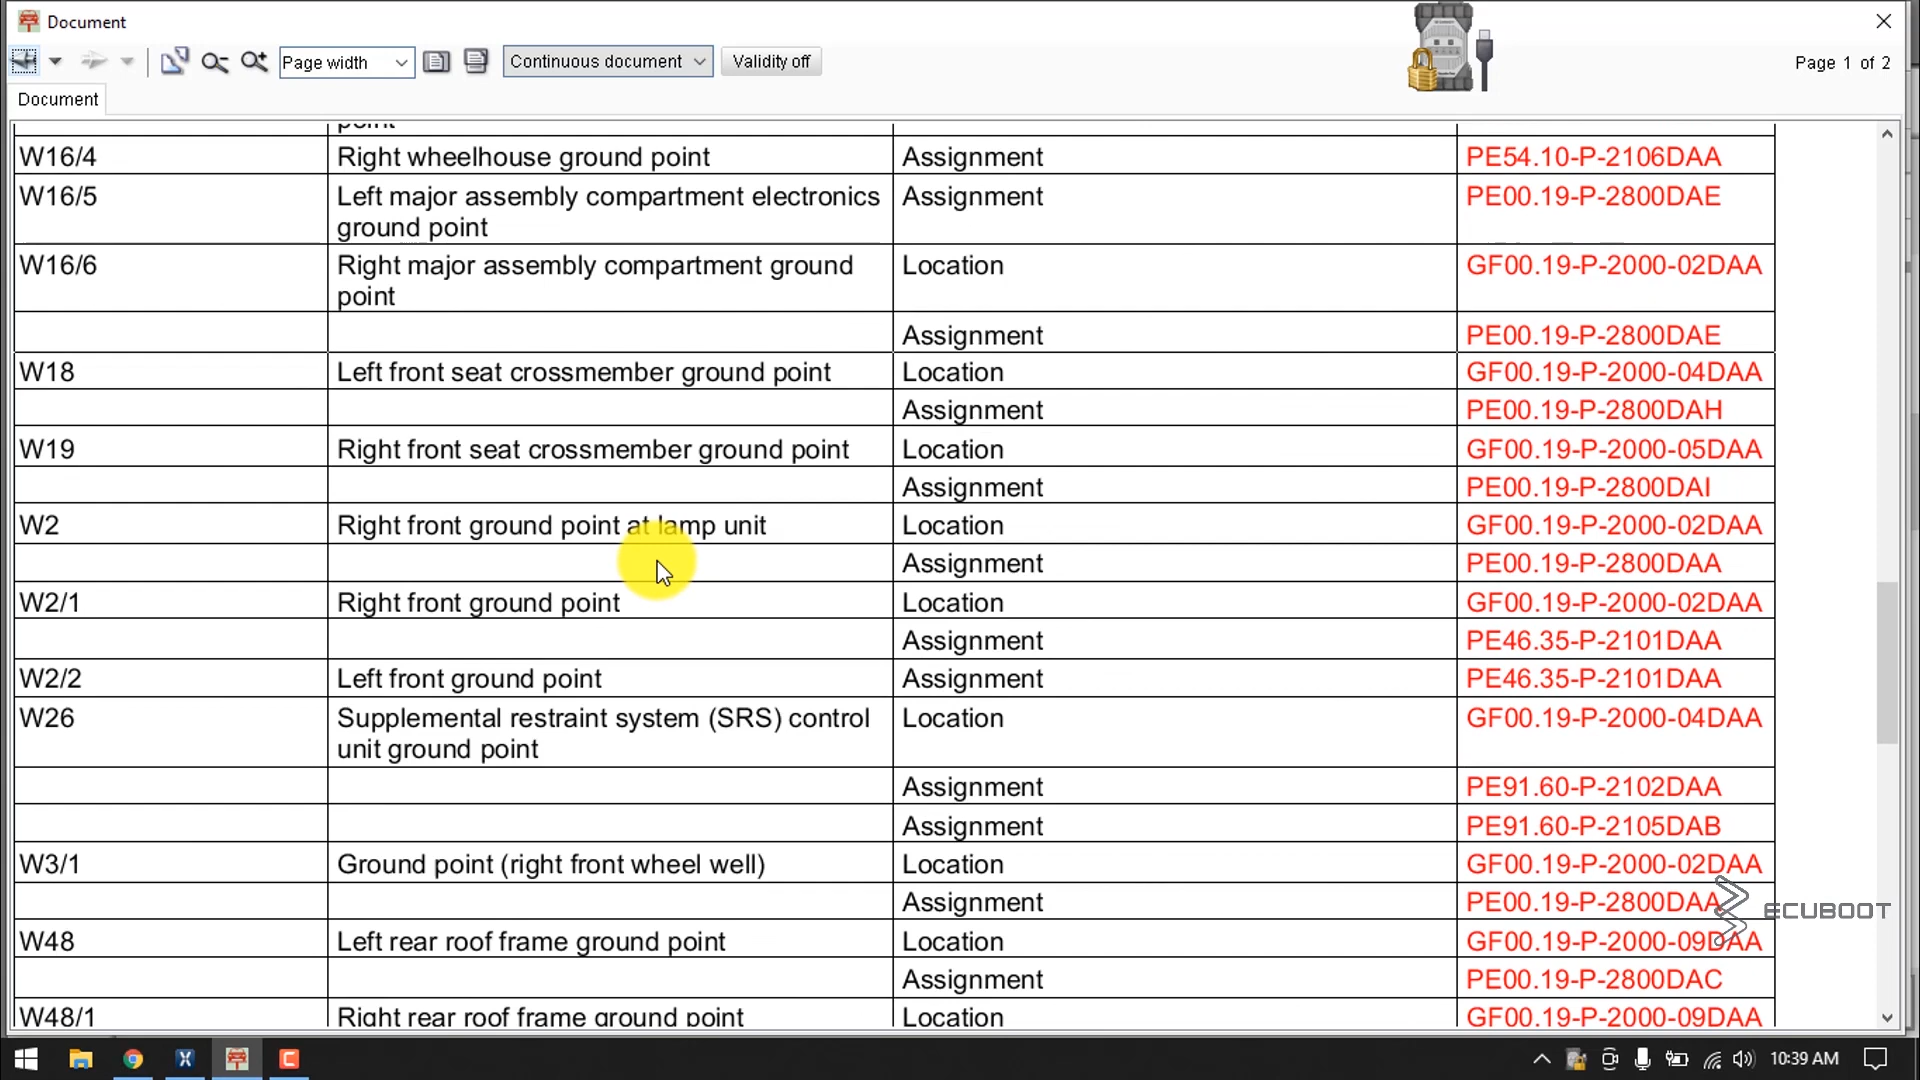 Document
Page width
Continuous document
Validity off
Page 1 of 2
Document
point
W16/4 Right wheelhouse ground point Assignment PE54.10-P-2106DAA
W16/5 Left major assembly compartment electronics Assignment PE00.19-P-2800DAE
ground point
W16/6 Right major assembly compartment ground Location GF00.19-P-2000-02DAA
point
Assignment PE00.19-P-2800DAE
W18 Left front seat crossmember ground point Location GF00.19-P-2000-04DAA
Assignment PE00.19-P-2800DAH
W19 Right front seat crossmember ground point Location GF00.19-P-2000-05DAA
Assignment PE00.19-P-2800DAI
W2 Right front ground point at lamp unit Location GF00.19-P-2000-02DAA
Assignment PE00.19-P-2800DAA
W2/1 Right front ground point Location GF00.19-P-2000-02DAA
Assignment PE46.35-P-2101DAA
W2/2 Left front ground point Assignment PE46.35-P-2101DAA
W26 Supplemental restraint system (SRS) control Location GF00.19-P-2000-04DAA
unit ground point
Assignment PE91.60-P-2102DAA
Assignment PE91.60-P-2105DAB
W3/1 Ground point (right front wheel well) Location GF00.19-P-2000-02DAA
Assignment PE00.19-P-2800DAA
ECUBOOT
W48 Left rear roof frame ground point Location GF00.19-P-2000-09DAA
Assignment PE00.19-P-2800DAC
W48/1 Right rear roof frame ground point Location GF00.19-P-2000-09DAA
10:39 AM